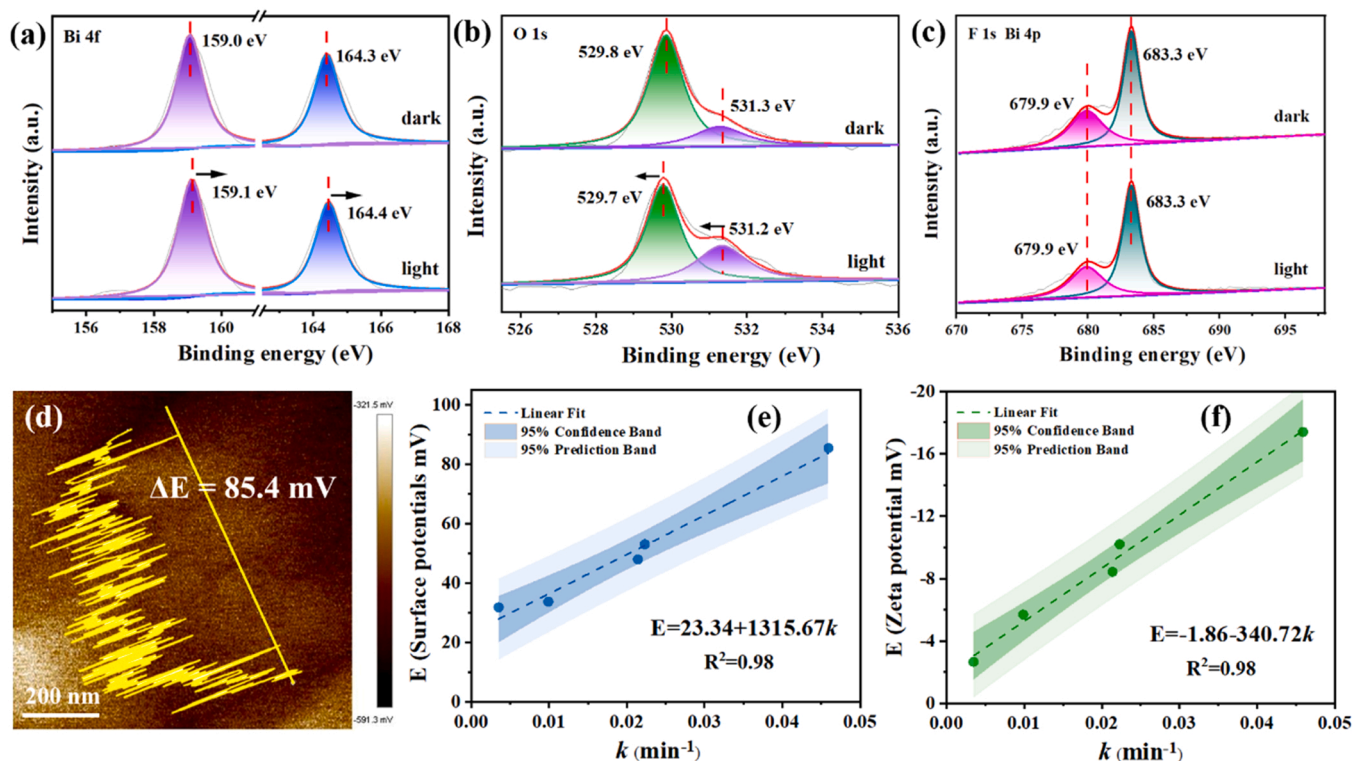 (a) Bi 4f
159.0 eV
164.3 eV
dark
159.1 eV
164.4 eV
light
Intensity (a.u.)
156 159 160 164 166 168
Binding energy (eV)
(b) O 1s
529.8 eV
531.3 eV
dark
529.7 eV
531.2 eV
light
Intensity (a.u.)
526 528 530 532 534 536
Binding energy (eV)
(c) F 1s Bi 4p
683.3 eV
679.9 eV
dark
683.3 eV
679.9 eV
light
Intensity (a.u.)
670 675 680 685 690 695
Binding energy (eV)
(d)
ΔE = 85.4 mV
200 nm
-321.5 mV
-591.3 mV
(e)
Linear Fit
95% Confidence Band
95% Prediction Band
E=23.34+1315.67k
R²=0.98
E (Surface potentials mV)
100
80
60
40
20
0
0.00 0.01 0.02 0.03 0.04 0.05
k (min⁻¹)
(f)
Linear Fit
95% Confidence Band
95% Prediction Band
E=-1.86-340.72k
R²=0.98
E (Zeta potential mV)
-20
-16
-12
-8
-4
0
0.00 0.01 0.02 0.03 0.04 0.05
k (min⁻¹)